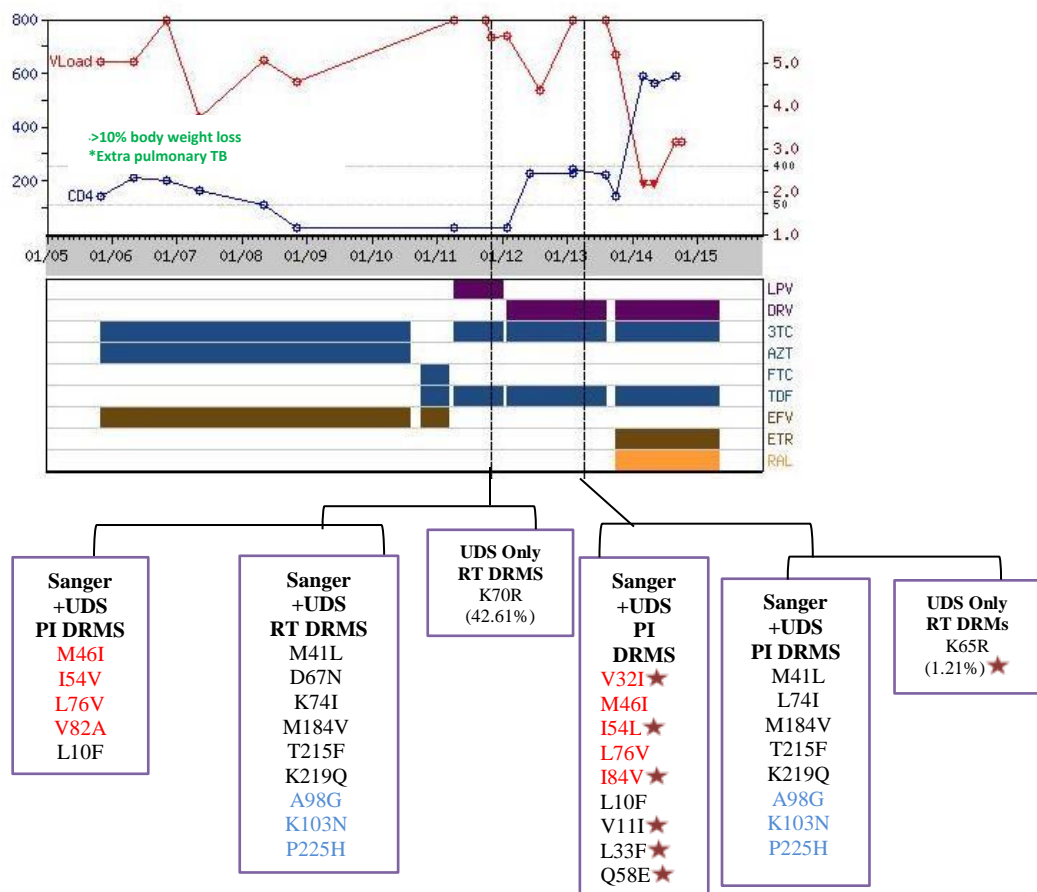 800
VLoad
600
400
200
CD4
5.0
4.0
3.0
400
2.0
50
1.0
.>10% body weight loss
*Extra pulmonary TB
01/05 01/06 01/07 01/08 01/09 01/10 01/11 01/12 01/13 01/14 01/15
LPV
DRV
3TC
AZT
FTC
TDF
EFV
ETR
RAL
Sanger
+UDS
PI DRMS
M46I
I54V
L76V
V82A
L10F
Sanger
+UDS
RT DRMS
M41L
D67N
K74I
M184V
T215F
K219Q
A98G
K103N
P225H
UDS Only
RT DRMS
K70R
(42.61%)
Sanger
+UDS
PI
DRMS
V32I
M46I
I54L
L76V
I84V
L10F
V11I
L33F
Q58E
Sanger
+UDS
PI DRMS
M41L
L74I
M184V
T215F
K219Q
A98G
K103N
P225H
UDS Only
RT DRMs
K65R
(1.21%)